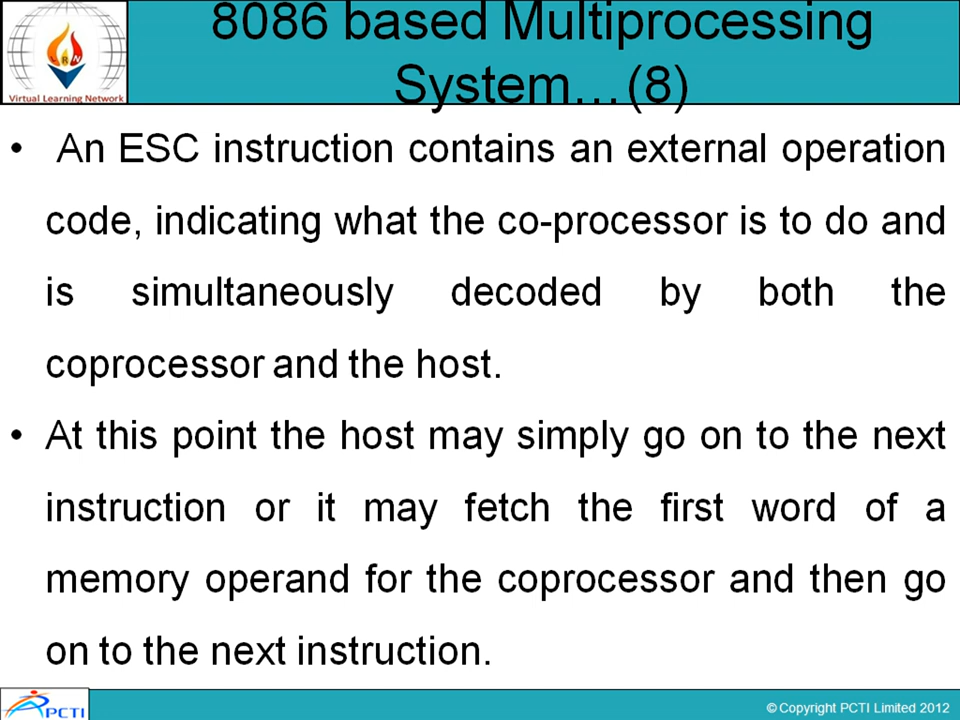 8086 based Multiprocessing
System...(8)
Virtual Learning Network
• An ESC instruction contains an external operation
code, indicating what the co-processor is to do and
is simultaneously decoded by both the
coprocessor and the host.
• At this point the host may simply go on to the next
instruction or it may fetch the first word of a
memory operand for the coprocessor and then go
on to the next instruction.
PCTI
© Copyright PCTI Limited 2012